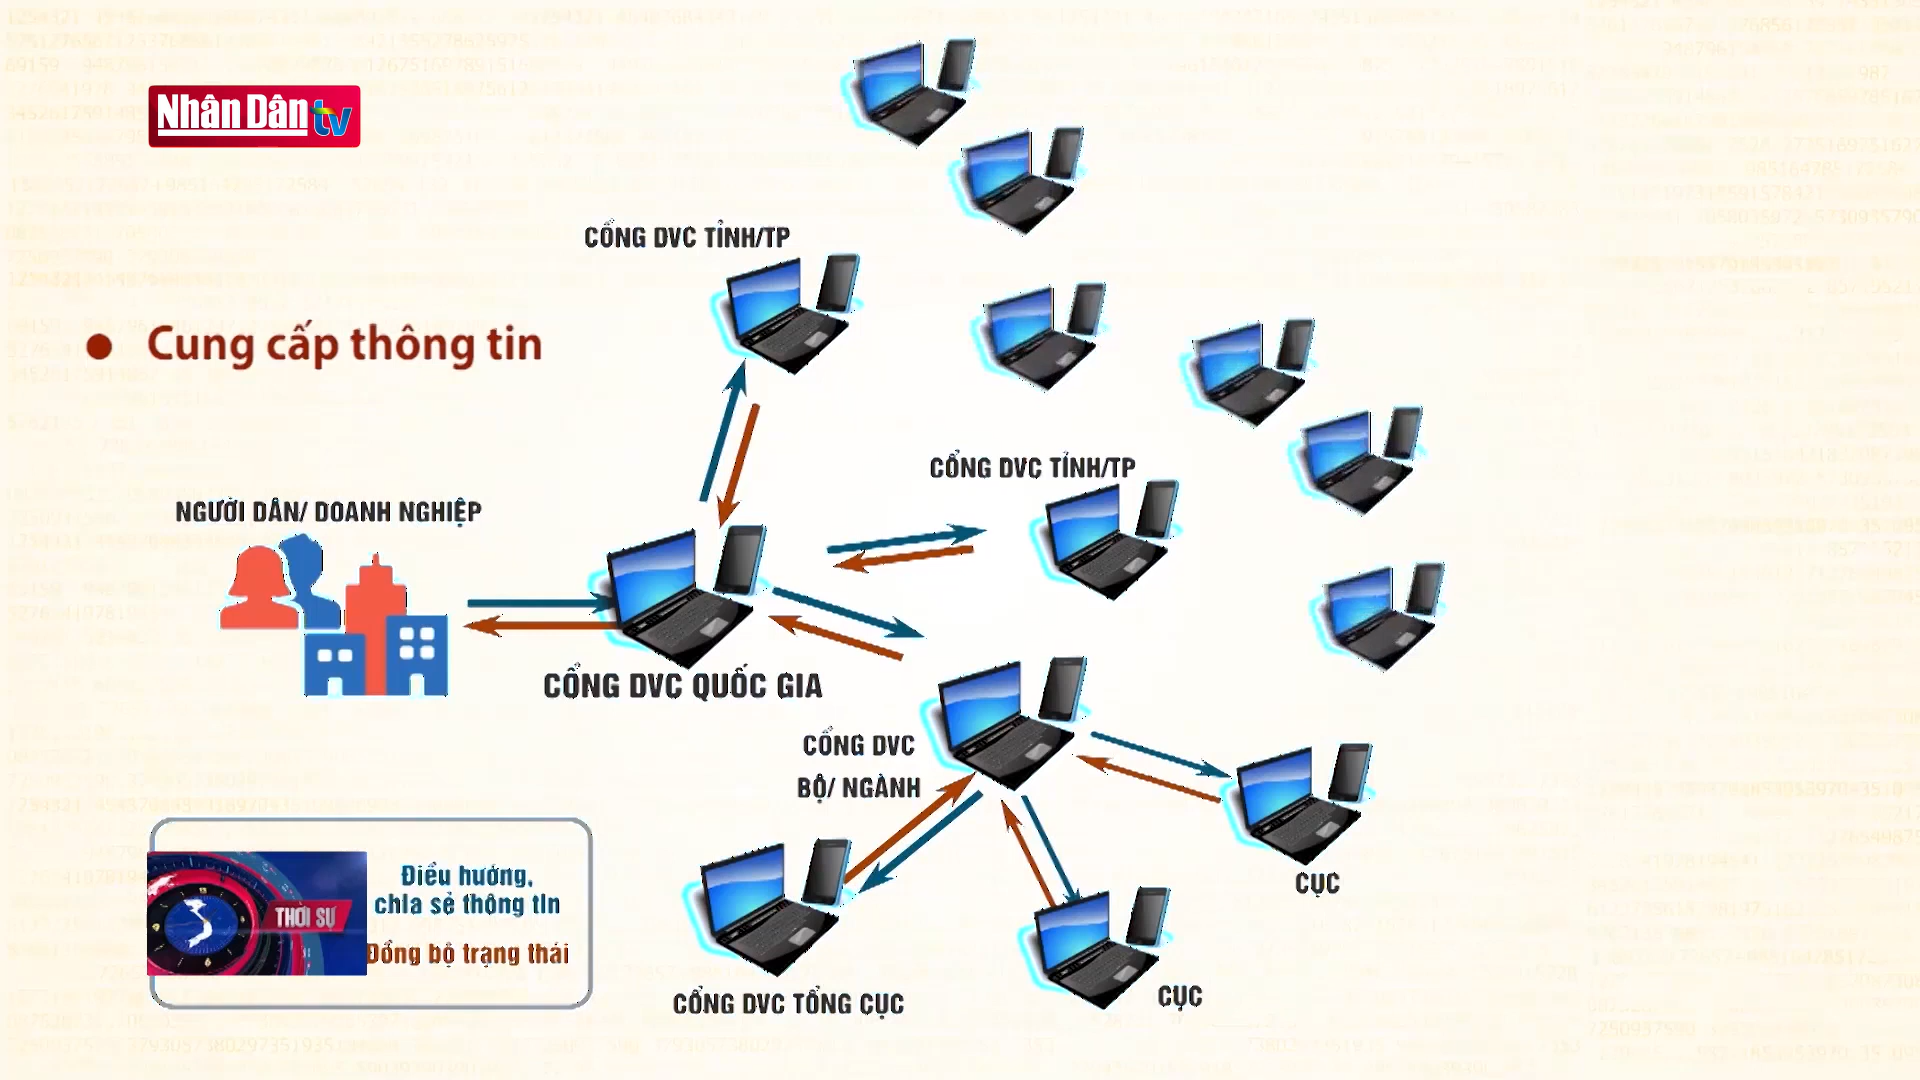 Nhân Dân tv
CỔNG DVC TỈNH/TP
Cung cấp thông tin
CỔNG DVC TỈNH/TP
NGƯỜI DÂN/ DOANH NGHIỆP
CỔNG DVC QUỐC GIA
CỔNG DVC
BỘ/ NGÀNH
CỤC
THỜI SỰ
Điều hướng,
chia sẻ thông tin
Đồng bộ trạng thái
CỤC
CỔNG DVC TỔNG CỤC